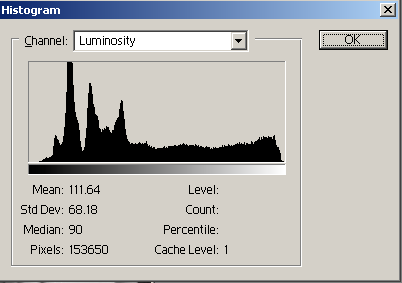 Histogram
Channel: Luminosity
OK
Mean: 111.64 Level:
Std Dev: 68.18 Count:
Median: 90 Percentile:
Pixels: 153650 Cache Level: 1